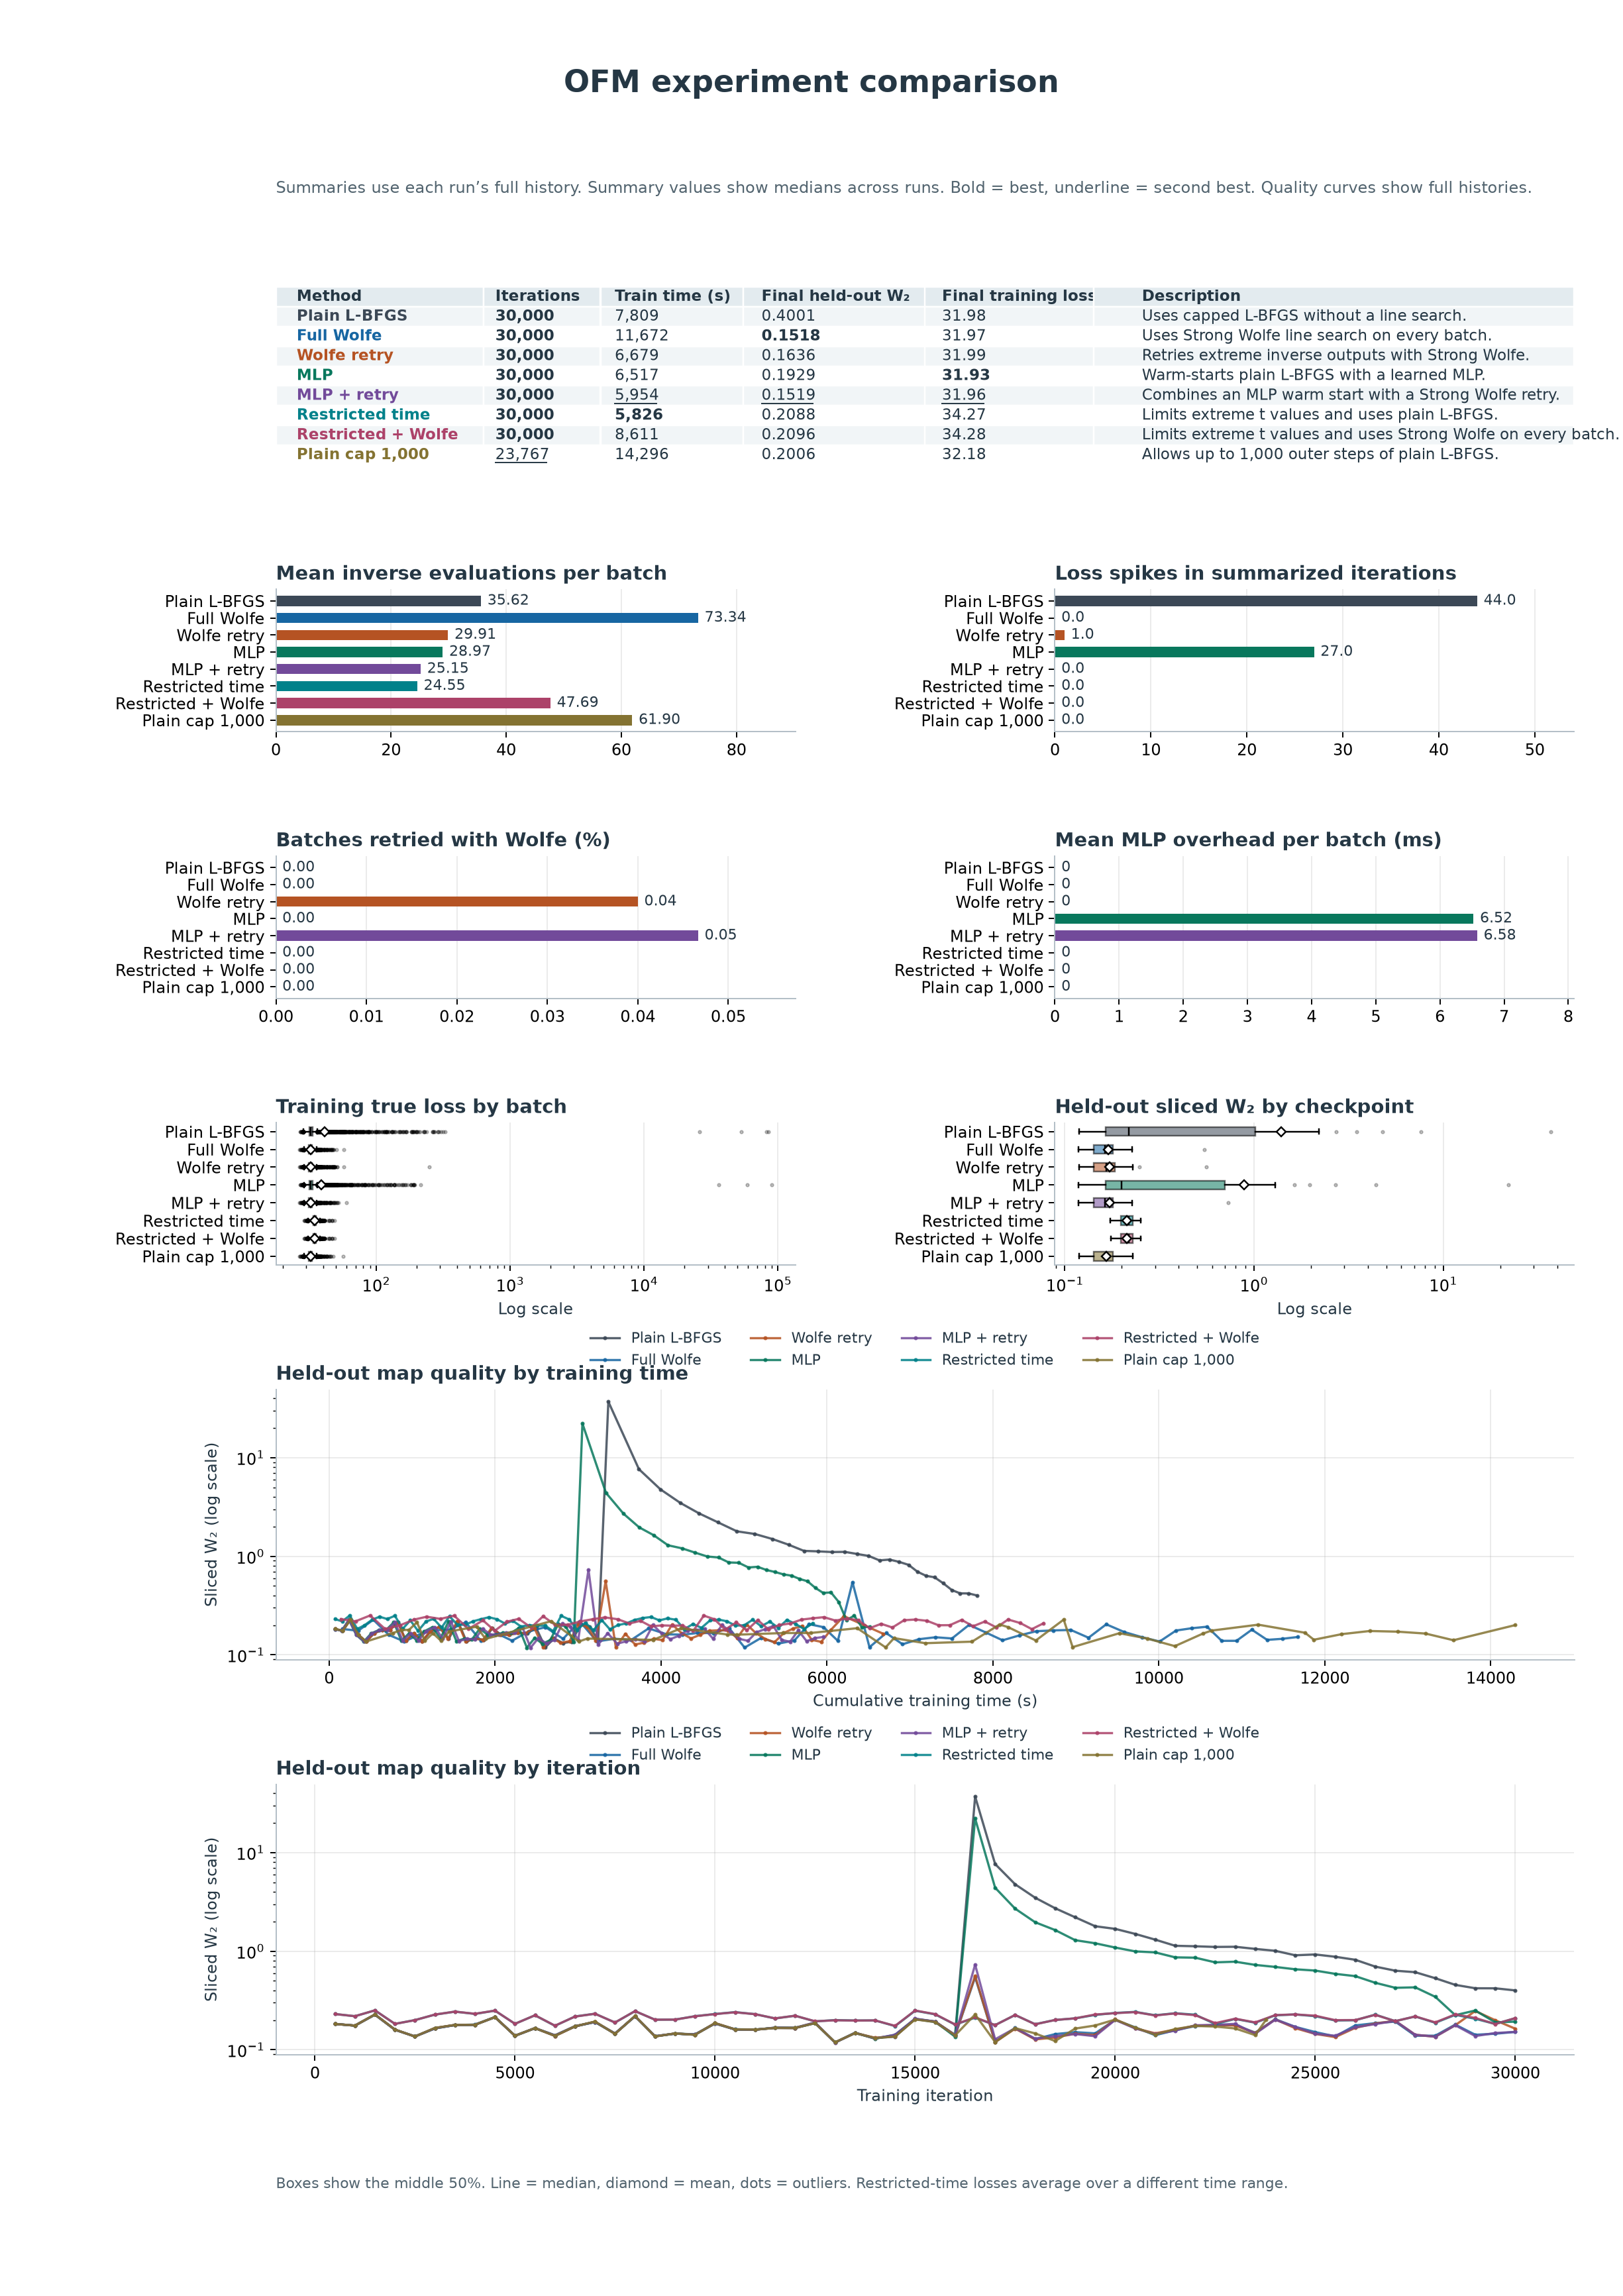 OFM experiment comparison
Summaries use each run’s full history. Summary values show medians across runs. Bold = best, underline = second best. Quality curves show full histories.
Method Iterations Train time (s) Final held-out W₂ Final training loss Description
Plain L-BFGS 30,000 7,809 0.4001 31.98 Uses capped L-BFGS without a line search.
Full Wolfe 30,000 11,672 0.1518 31.97 Uses Strong Wolfe line search on every batch.
Wolfe retry 30,000 6,679 0.1636 31.99 Retries extreme inverse outputs with Strong Wolfe.
MLP 30,000 6,517 0.1929 31.93 Warm-starts plain L-BFGS with a learned MLP.
MLP + retry 30,000 5,954 0.1519 31.96 Combines an MLP warm start with a Strong Wolfe retry.
Restricted time 30,000 5,826 0.2088 34.27 Limits extreme t values and uses plain L-BFGS.
Restricted + Wolfe 30,000 8,611 0.2096 34.28 Limits extreme t values and uses Strong Wolfe on every batch.
Plain cap 1,000 23,767 14,296 0.2006 32.18 Allows up to 1,000 outer steps of plain L-BFGS.
Mean inverse evaluations per batch
Plain L-BFGS 35.62
Full Wolfe 73.34
Wolfe retry 29.91
MLP 28.97
MLP + retry 25.15
Restricted time 24.55
Restricted + Wolfe 47.69
Plain cap 1,000 61.90
0 20 40 60 80
Loss spikes in summarized iterations
Plain L-BFGS 44.0
Full Wolfe 0.0
Wolfe retry 1.0
MLP 27.0
MLP + retry 0.0
Restricted time 0.0
Restricted + Wolfe 0.0
Plain cap 1,000 0.0
0 10 20 30 40 50
Batches retried with Wolfe (%)
Plain L-BFGS 0.00
Full Wolfe 0.00
Wolfe retry 0.04
MLP 0.00
MLP + retry 0.05
Restricted time 0.00
Restricted + Wolfe 0.00
Plain cap 1,000 0.00
0.00 0.01 0.02 0.03 0.04 0.05
Mean MLP overhead per batch (ms)
Plain L-BFGS 0
Full Wolfe 0
Wolfe retry 0
MLP 6.52
MLP + retry 6.58
Restricted time 0
Restricted + Wolfe 0
Plain cap 1,000 0
0 1 2 3 4 5 6 7 8
Training true loss by batch
Plain L-BFGS
Full Wolfe
Wolfe retry
MLP
MLP + retry
Restricted time
Restricted + Wolfe
Plain cap 1,000
10² 10³ 10⁴ 10⁵
Log scale
Held-out sliced W₂ by checkpoint
Plain L-BFGS
Full Wolfe
Wolfe retry
MLP
MLP + retry
Restricted time
Restricted + Wolfe
Plain cap 1,000
10⁻¹ 10⁰ 10¹
Log scale
Plain L-BFGS Wolfe retry MLP + retry Restricted + Wolfe
Full Wolfe MLP Restricted time Plain cap 1,000
Held-out map quality by training time
Sliced W₂ (log scale)
10¹
10⁰
10⁻¹
0 2000 4000 6000 8000 10000 12000 14000
Cumulative training time (s)
Plain L-BFGS Wolfe retry MLP + retry Restricted + Wolfe
Full Wolfe MLP Restricted time Plain cap 1,000
Held-out map quality by iteration
Sliced W₂ (log scale)
10¹
10⁰
10⁻¹
0 5000 10000 15000 20000 25000 30000
Training iteration
Boxes show the middle 50%. Line = median, diamond = mean, dots = outliers. Restricted-time losses average over a different time range.